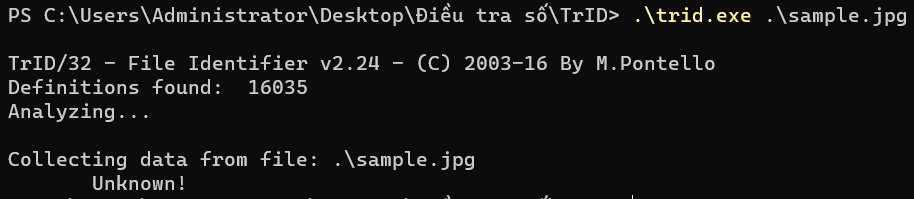 PS C:\Users\Administrator\Desktop\Điều tra số\TrID> .\trid.exe .\sample.jpg
TrID/32 - File Identifier v2.24 - (C) 2003-16 By M.Pontello
Definitions found:  16035
Analyzing...
Collecting data from file: .\sample.jpg
       Unknown!